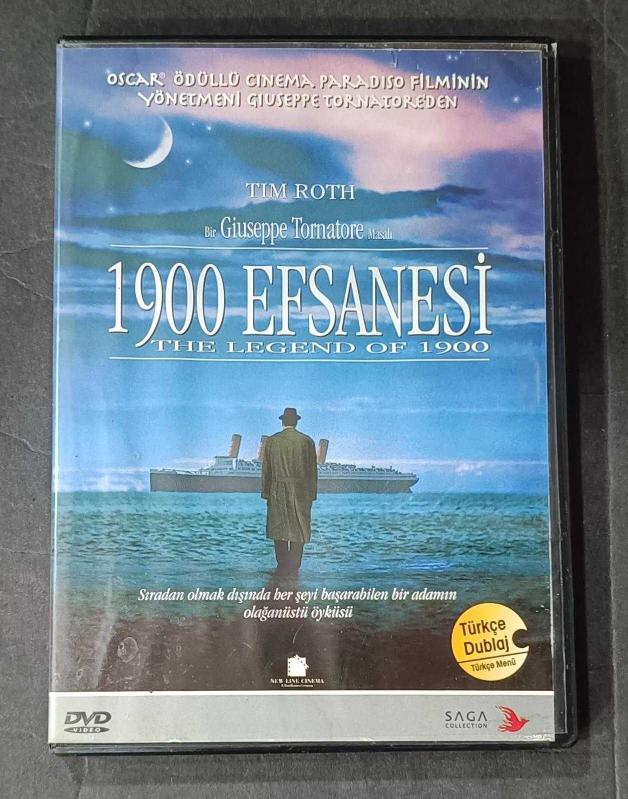 OSCAR® ÖDÜLLÜ CINEMA PARADISO FILMININ
YÖNETMENİ GIUSEPPE TORNATORE'DEN
TIM ROTH
Bir Giuseppe Tornatore Masalı
1900 EFSANESİ
THE LEGEND OF 1900
Sıradan olmak dışında her şeyi başarabilen bir adamın
olağanüstü öyküsü
Türkçe
Dublaj
Türkçe Menü
NEW LINE CINEMA
DVD
VIDEO
SAGA
COLLECTION